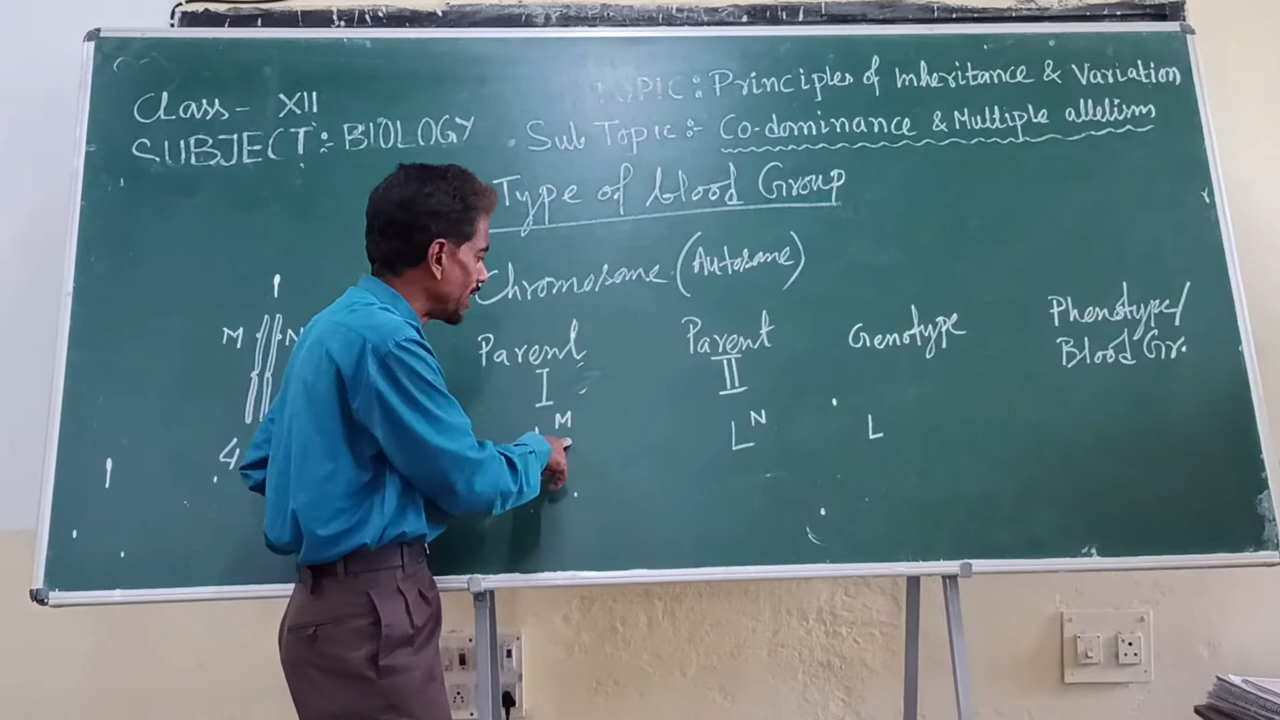 Class - XII
TOPIC: Principles of Inheritance & Variation
SUBJECT:- BIOLOGY
Sub Topic:- Co-dominance & Multiple allelism
Type of blood Group
Chromosome (Autosome)
M N
Parent I
Parent II
Genotype
Phenotype/
Blood Gr.
4
L^M
L^N
L